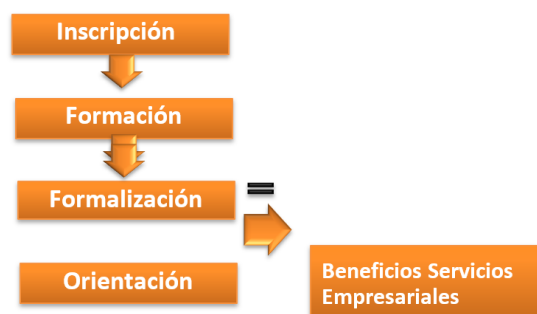 Inscripción
Formación
Formalización
=
Orientación
Beneficios Servicios
Empresariales